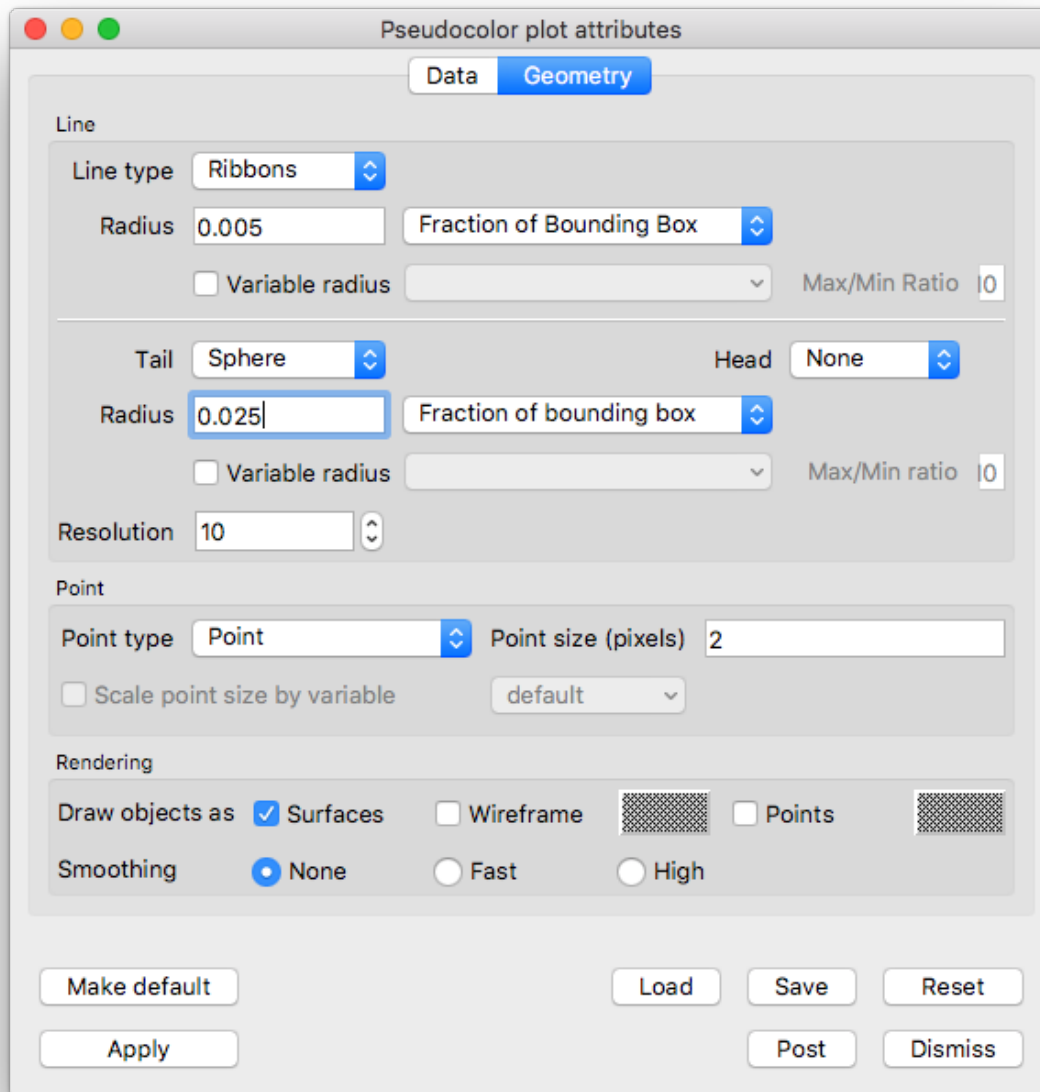 Pseudocolor plot attributes
Data Geometry
Line
Line type Ribbons
Radius 0.005 Fraction of Bounding Box
Variable radius Max/Min Ratio
Tail Sphere Head None
Radius 0.025 Fraction of bounding box
Variable radius Max/Min ratio
Resolution 10
Point
Point type Point Point size (pixels) 2
Scale point size by variable default
Rendering
Draw objects as Surfaces Wireframe Points
Smoothing None Fast High
Make default Load Save Reset
Apply Post Dismiss